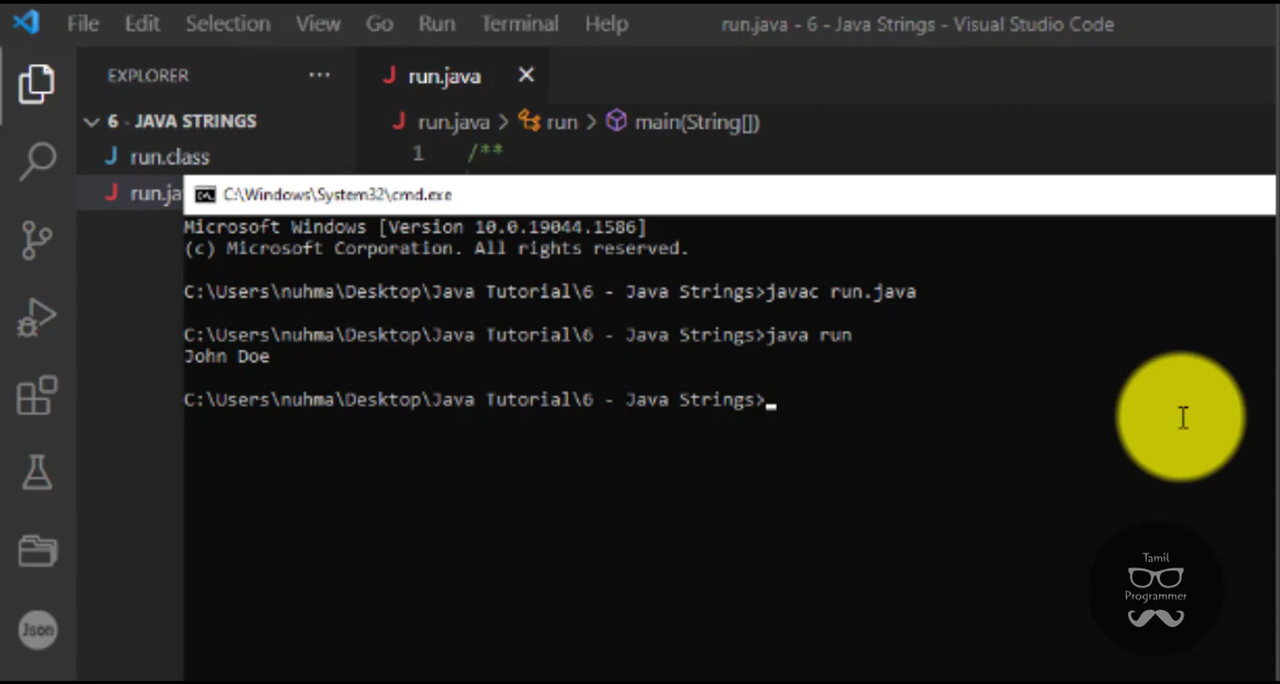 File Edit Selection View Go Run Terminal Help run.java - 6 - Java Strings - Visual Studio Code
EXPLORER ··· run.java ×
6 - JAVA STRINGS run.java > run > main(String[])
run.class 1 /**
run.ja C:\Windows\System32\cmd.exe
Microsoft Windows [Version 10.0.19044.1586]
(c) Microsoft Corporation. All rights reserved.
C:\Users\nuhma\Desktop\Java Tutorial\6 - Java Strings>javac run.java
C:\Users\nuhma\Desktop\Java Tutorial\6 - Java Strings>java run
John Doe
C:\Users\nuhma\Desktop\Java Tutorial\6 - Java Strings>
Json
Tamil
Programmer